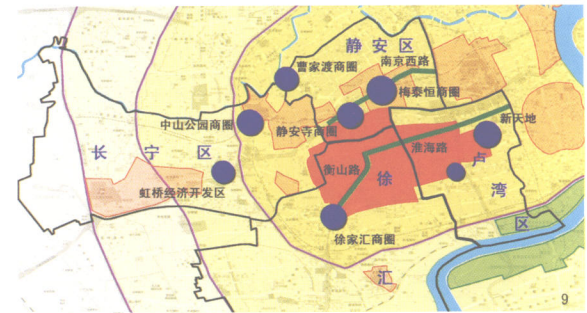 静安区
南京西路
曹家渡商圈
梅泰恒商圈
中山公园商圈
静安寺商圈
新天地
长宁区
淮海路
卢
衡山路
徐
湾
虹桥经济开发区
区
徐家汇商圈
汇
9